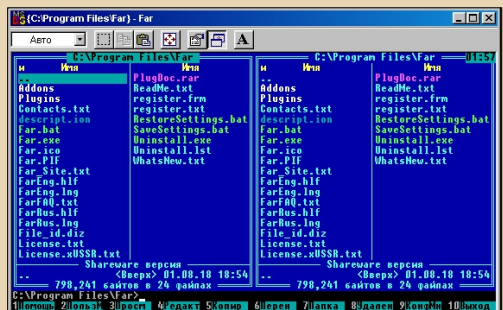 {C:\Program Files\Far} - Far
Авто
C:\Program Files\Far
и Имя Имя
..
Addons
Plugins
Contacts.txt
descript.ion
Far.bat
Far.exe
Far.ico
Far.PIF
Far_Site.txt
FarEng.hlf
FarEng.lng
FarFAQ.txt
FarRus.hlf
FarRus.lng
File_id.diz
License.txt
License.xUSSR.txt
PlugDoc.rar
ReadMe.txt
register.frm
register.txt
RestoreSettings.bat
SaveSettings.bat
Uninstall.exe
Uninstall.lst
WhatsNew.txt
Shareware версия
.. <Вверх> 01.08.18 18:54
798,241 байтов в 24 файлах
C:\Program Files\Far 01:57
и Имя Имя
..
Addons
Plugins
Contacts.txt
descript.ion
Far.bat
Far.exe
Far.ico
Far.PIF
Far_Site.txt
FarEng.hlf
FarEng.lng
FarFAQ.txt
FarRus.hlf
FarRus.lng
File_id.diz
License.txt
License.xUSSR.txt
PlugDoc.rar
ReadMe.txt
register.frm
register.txt
RestoreSettings.bat
SaveSettings.bat
Uninstall.exe
Uninstall.lst
WhatsNew.txt
Shareware версия
.. <Вверх> 01.08.18 18:54
798,241 байтов в 24 файлах
C:\Program Files\Far>
1Помощь 2Польз 3Просм 4Редакт 5Копир 6Перен 7Папка 8Удален 9КонфМн 10Выход